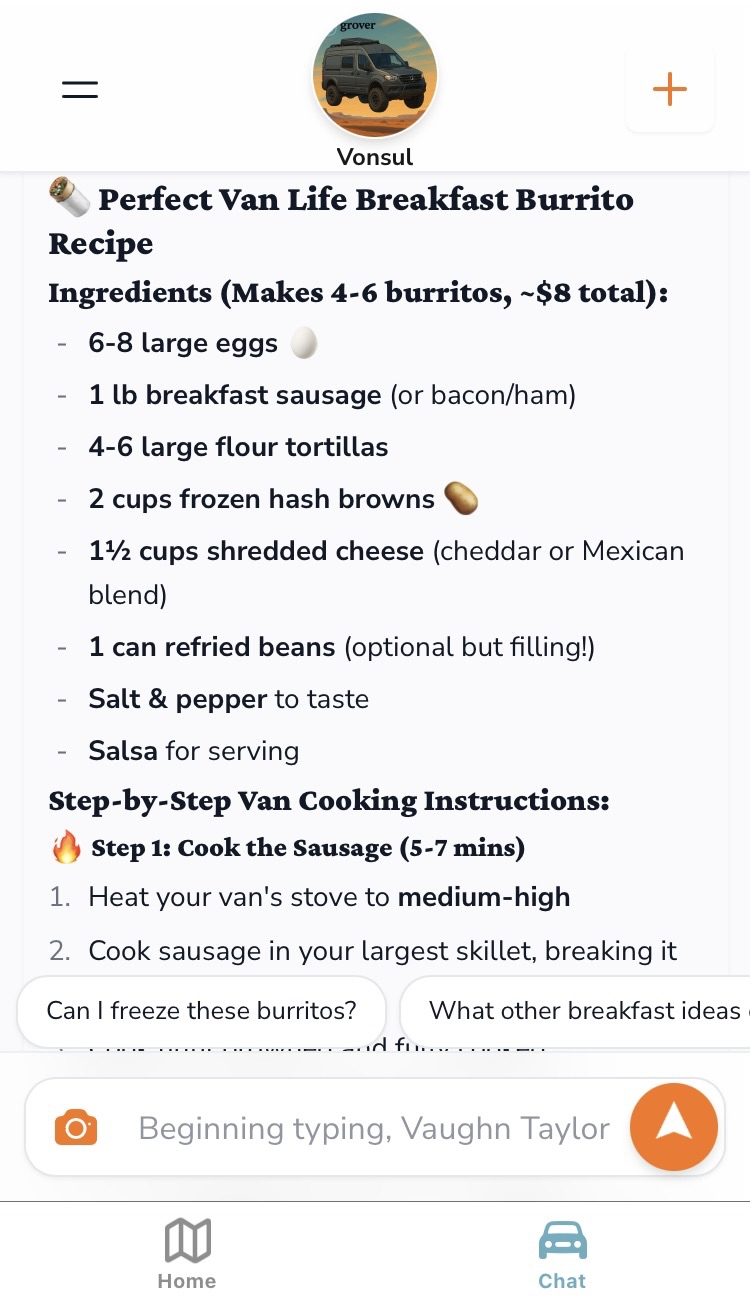 grover
Vonsul
Perfect Van Life Breakfast Burrito
Recipe
Ingredients (Makes 4-6 burritos, ~$8 total):
- 6-8 large eggs 🥚
- 1 lb breakfast sausage (or bacon/ham)
- 4-6 large flour tortillas
- 2 cups frozen hash browns 🥔
- 1½ cups shredded cheese (cheddar or Mexican
blend)
- 1 can refried beans (optional but filling!)
- Salt & pepper to taste
- Salsa for serving
Step-by-Step Van Cooking Instructions:
🔥 Step 1: Cook the Sausage (5-7 mins)
1. Heat your van's stove to medium-high
2. Cook sausage in your largest skillet, breaking it
Can I freeze these burritos?
What other breakfast ideas
and
Beginning typing, Vaughn Taylor
Home
Chat